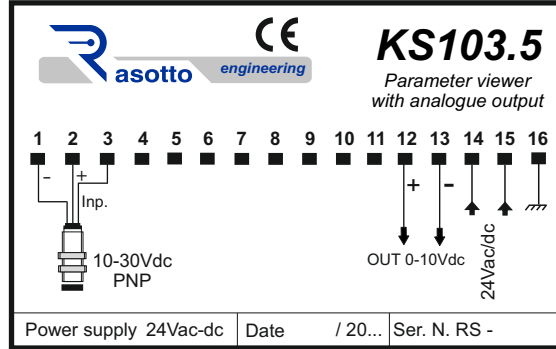 Rasotto
engineering
CE
KS103.5
Parameter viewer
with analogue output
1 2 3 4 5 6 7 8 9 10 11 12 13 14 15 16
- +
Inp.
+ -
10-30Vdc
PNP
OUT 0-10Vdc
24Vac/dc
Power supply 24Vac-dc
Date / 20...
Ser. N. RS -